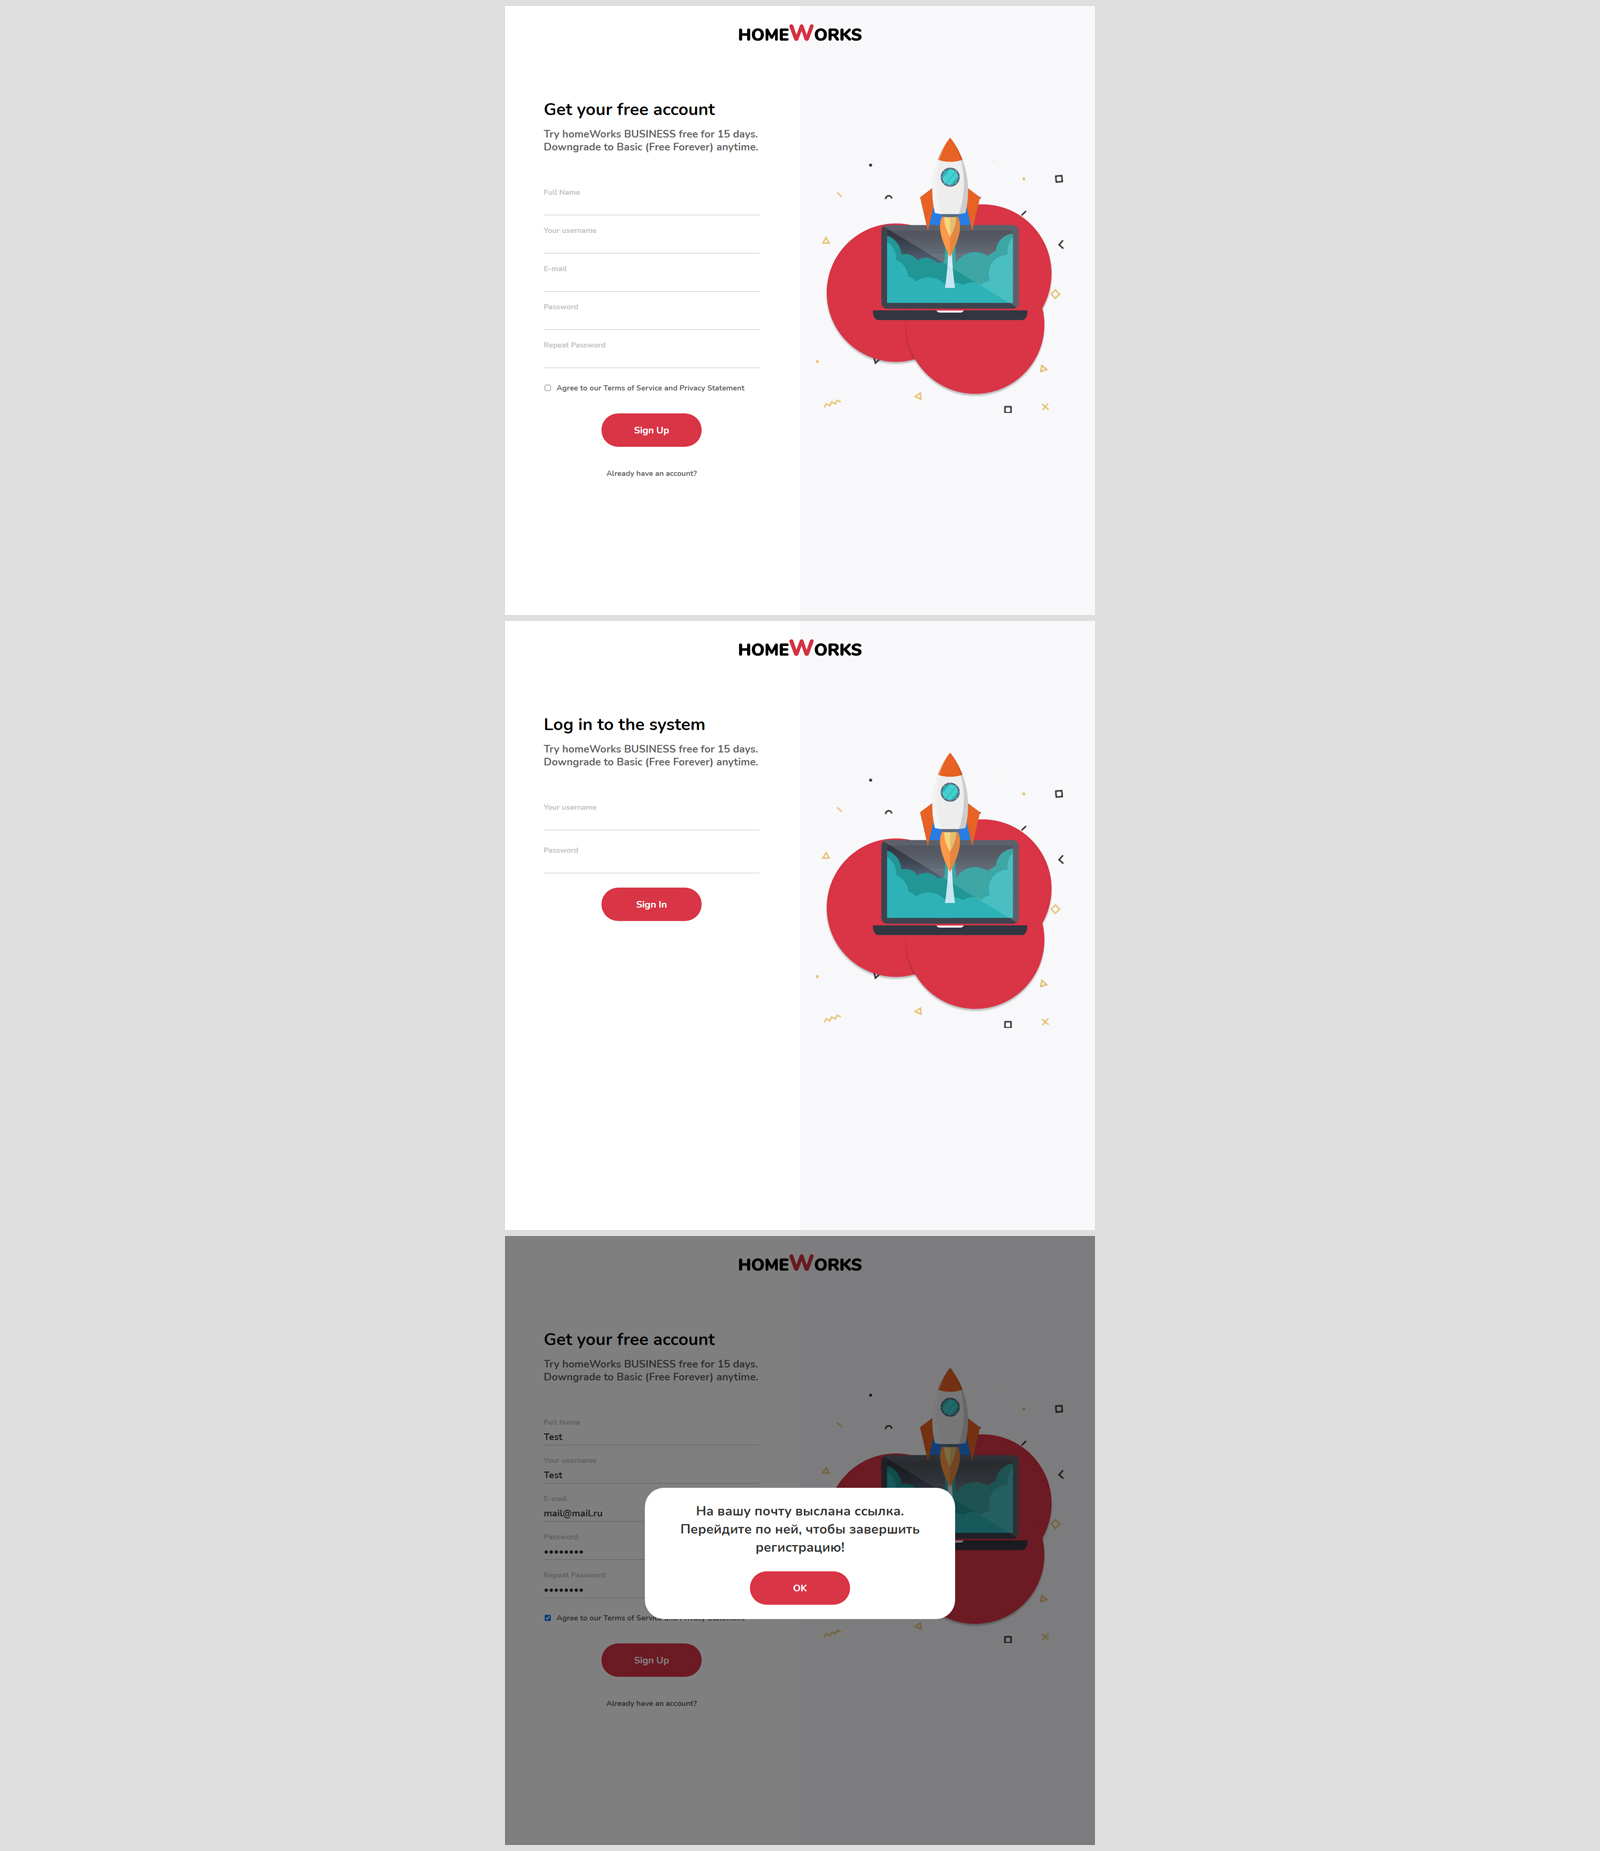 HOMEWORKS
Get your free account
Try homeWorks BUSINESS free for 15 days.
Downgrade to Basic (Free Forever) anytime.
Full Name
Your username
E-mail
Password
Repeat Password
Agree to our Terms of Service and Privacy Statement
Sign Up
Already have an account?
HOMEWORKS
Log in to the system
Try homeWorks BUSINESS free for 15 days.
Downgrade to Basic (Free Forever) anytime.
Your username
Password
Sign In
HOMEWORKS
Get your free account
Try homeWorks BUSINESS free for 15 days.
Downgrade to Basic (Free Forever) anytime.
Full Name
Test
Your username
Test
E-mail
mail@mail.ru
Password
••••••••
Repeat Password
••••••••
Agree to our Terms of Service and Privacy Statement
На вашу почту выслана ссылка.
Перейдите по ней, чтобы завершить
регистрацию!
OK
Sign Up
Already have an account?